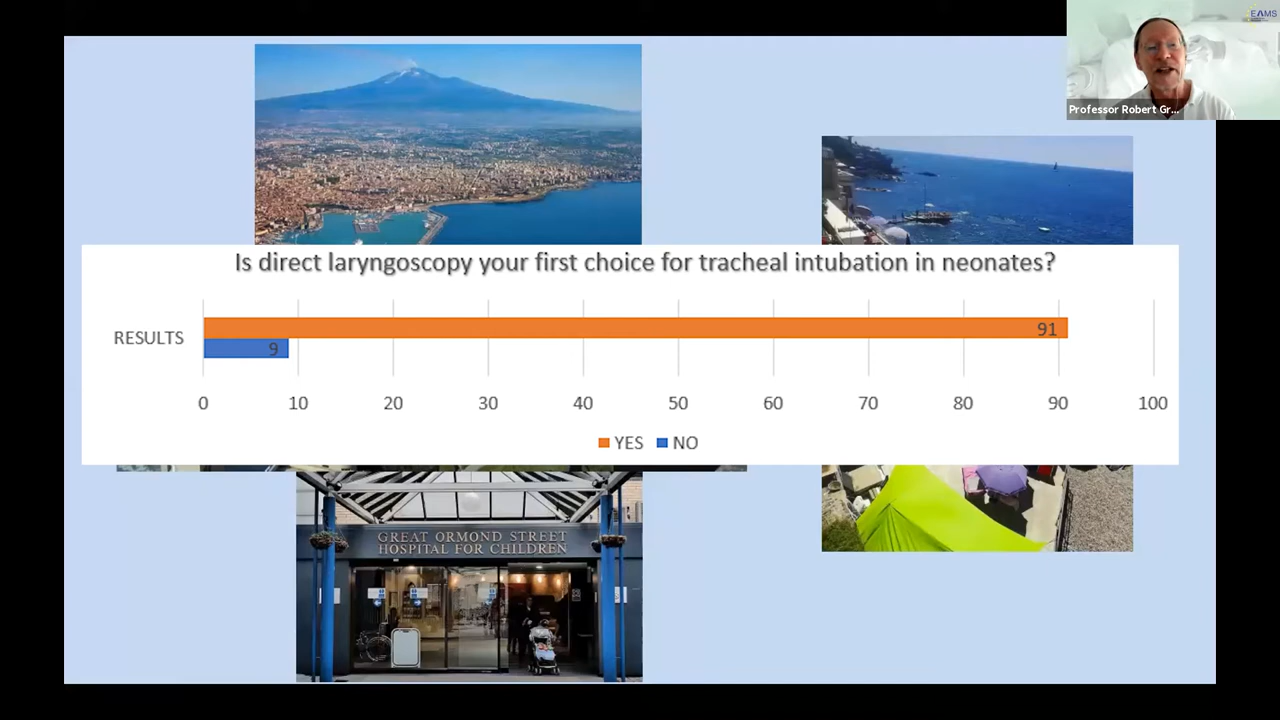 EAMS
Professor Robert Gr...
Is direct laryngoscopy your first choice for tracheal intubation in neonates?
RESULTS
91
9
0 10 20 30 40 50 60 70 80 90 100
YES NO
GREAT ORMOND STREET
HOSPITAL FOR CHILDREN